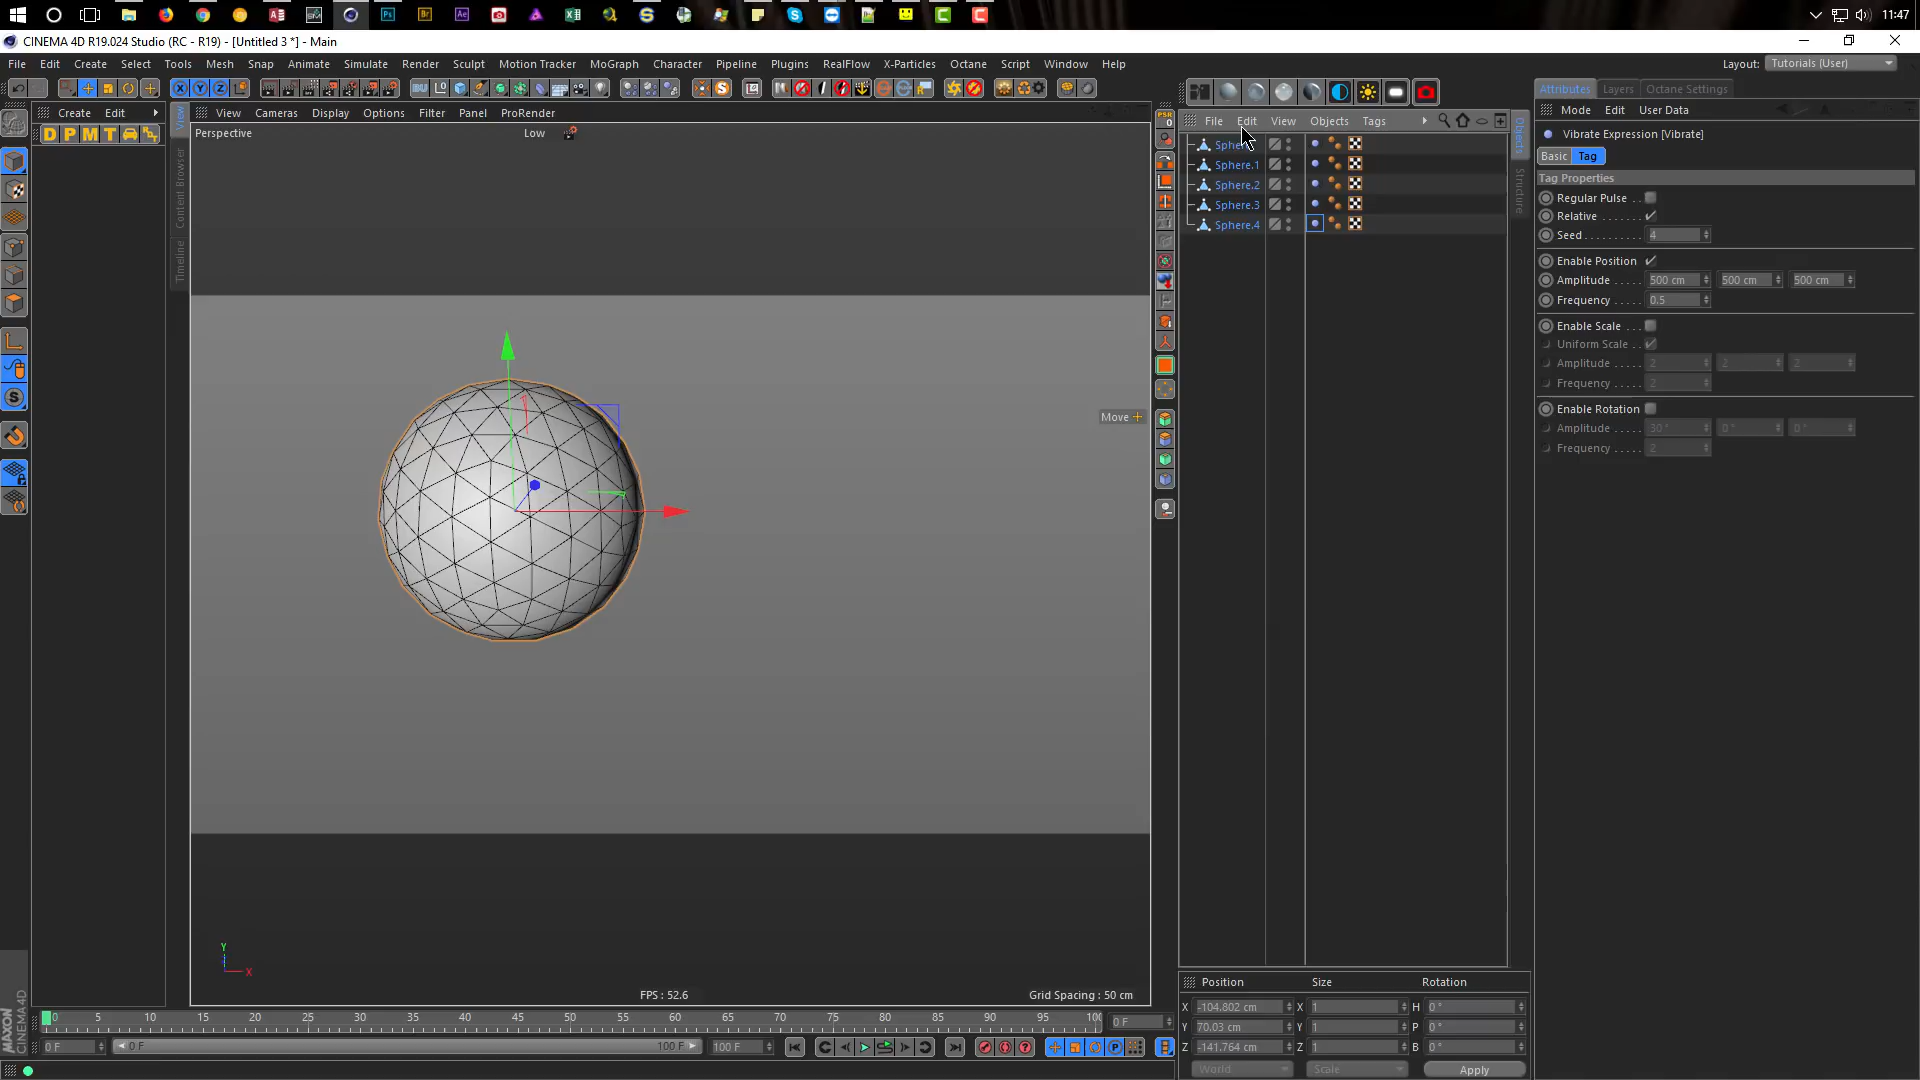 11:47
CINEMA 4D R19.024 Studio (RC - R19) - [Untitled 3 *] - Main
File Edit Create Select Tools Mesh Snap Animate Simulate Render Sculpt Motion Tracker MoGraph Character Pipeline Plugins RealFlow X-Particles Octane Script Window Help
Layout: Tutorials (User)
Create Edit
View Cameras Display Options Filter Panel ProRender
File Edit View Objects Tags
Attributes Layers Octane Settings
Mode Edit User Data
D P M T
Perspective
Low
View
Content Browser
Timeline
Sphere.1
Sphere.2
Sphere.3
Sphere.4
Objects
Structure
Vibrate Expression [Vibrate]
Basic Tag
Tag Properties
Regular Pulse
Relative
Seed 4
Enable Position
Amplitude 500 cm 500 cm 500 cm
Frequency 0.5
Enable Scale
Uniform Scale
Amplitude 2 2 2
Frequency 2
Enable Rotation
Amplitude 30 ° 0 ° 0 °
Frequency 2
Move
Y
X
FPS : 52.6
Grid Spacing : 50 cm
0 5 10 15 20 25 30 35 40 45 50 55 60 65 70 75 80 85 90 95
0 F
0 F 0 F 100 F 100 F
Position Size Rotation
X -104.802 cm X 1 H 0 °
Y 70.03 cm Y 1 P 0 °
Z -141.764 cm Z 1 B 0 °
World Scale Apply
MAXON
CINEMA 4D